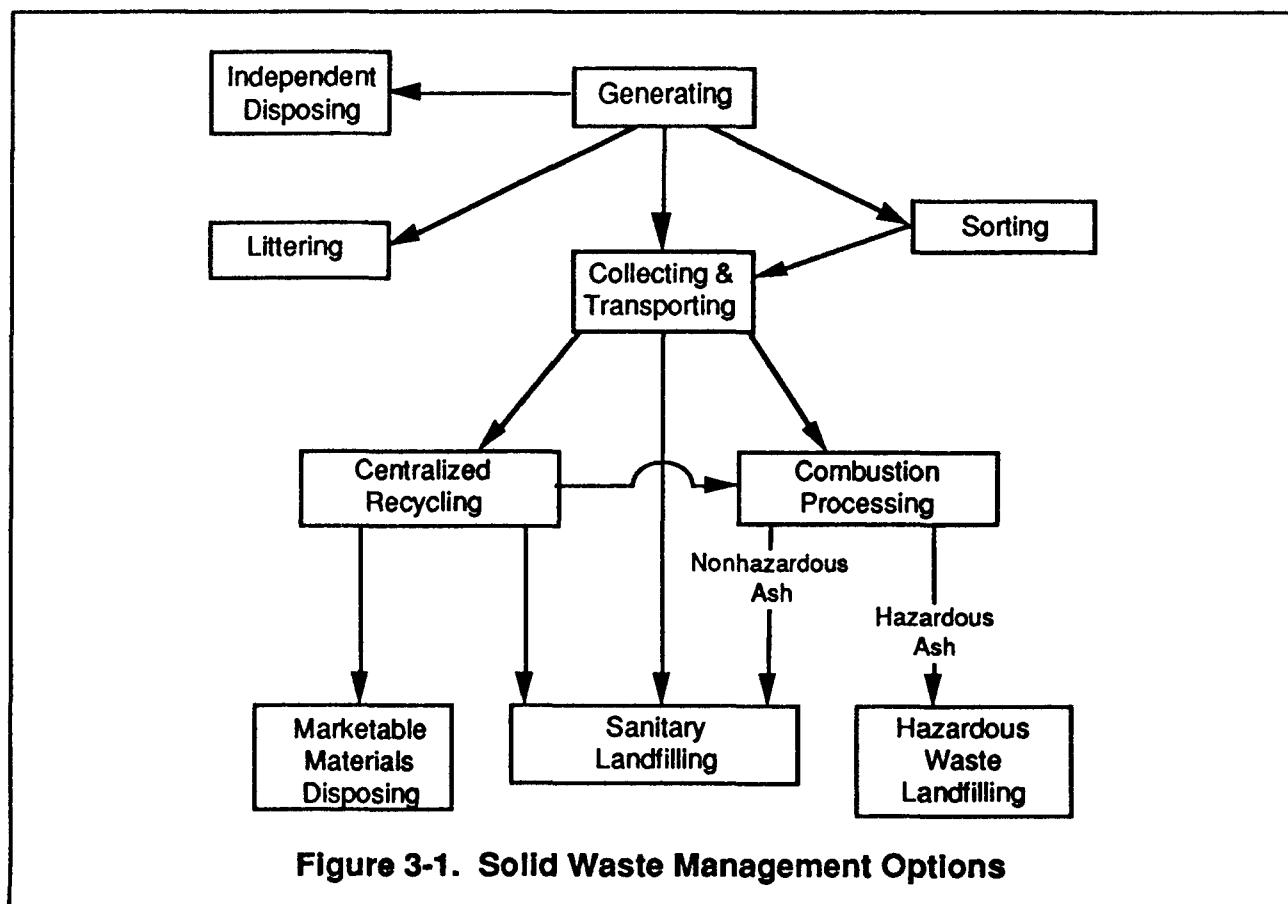 Independent
Disposing
Generating
Littering
Sorting
Collecting &
Transporting
Centralized
Recycling
Combustion
Processing
Nonhazardous
Ash
Hazardous
Ash
Marketable
Materials
Disposing
Sanitary
Landfilling
Hazardous
Waste
Landfilling
Figure 3-1. Solid Waste Management Options